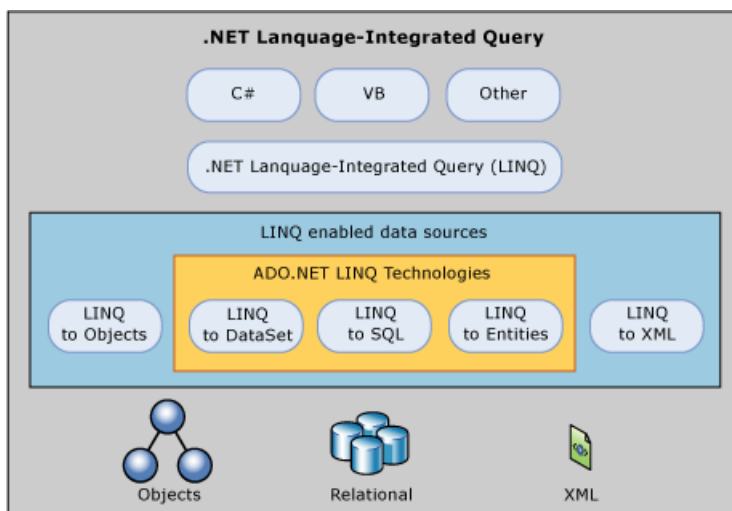 .NET Lanquage-Integrated Query
C#
VB
Other
.NET Language-Integrated Query (LINQ)
LINQ enabled data sources
ADO.NET LINQ Technologies
LINQ
to Objects
LINQ
to DataSet
LINQ
to SQL
LINQ
to Entities
LINQ
to XML
Objects
Relational
XML